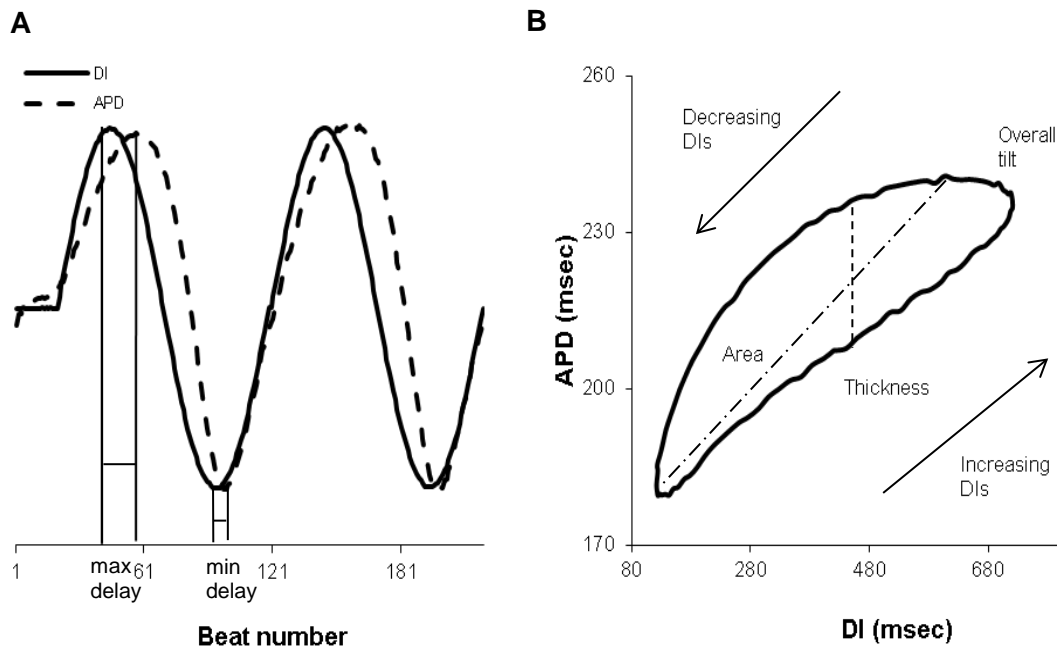 A
DI
APD
1
61
121
181
max
delay
min
delay
Beat number
B
260
230
200
170
APD (msec)
Decreasing
DIs
Overall
tilt
Area
Thickness
Increasing
DIs
80
280
480
680
DI (msec)